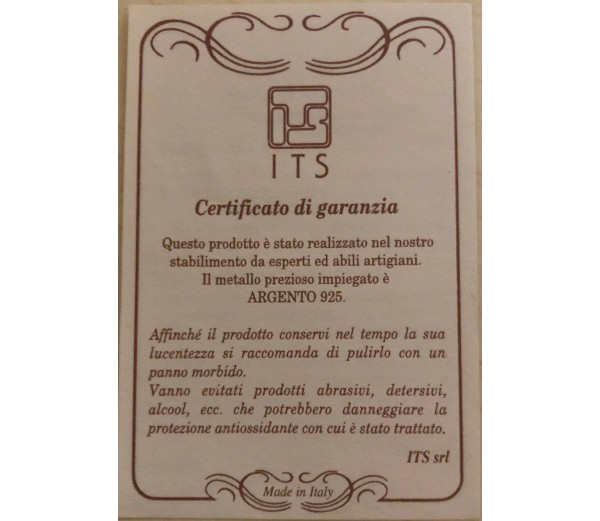 ITS
Certificato di garanzia
Questo prodotto è stato realizzato nel nostro
stabilimento da esperti ed abili artigiani.
Il metallo prezioso impiegato è
ARGENTO 925.
Affinché il prodotto conservi nel tempo la sua
lucentezza si raccomanda di pulirlo con un
panno morbido.
Vanno evitati prodotti abrasivi, detersivi,
alcool, ecc. che potrebbero danneggiare la
protezione antiossidante con cui è stato trattato.
ITS srl
Made in Italy